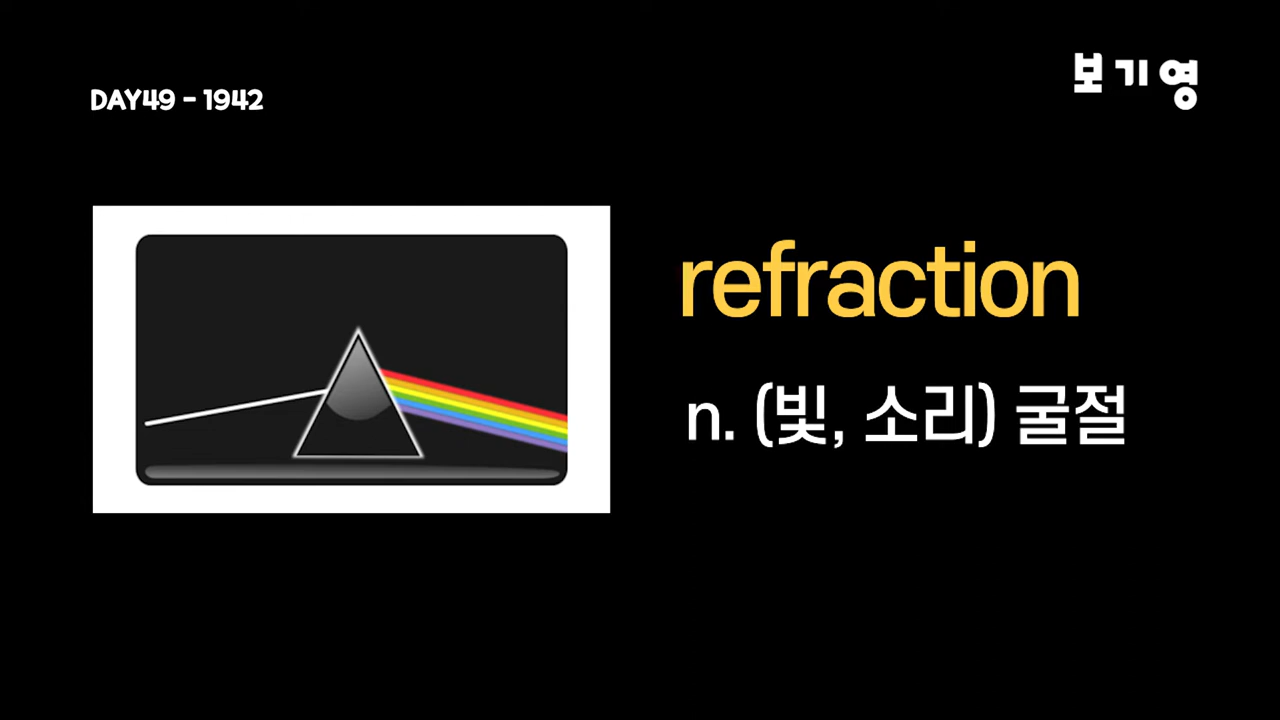 DAY49 - 1942
보기영
refraction
n. (빛, 소리) 굴절